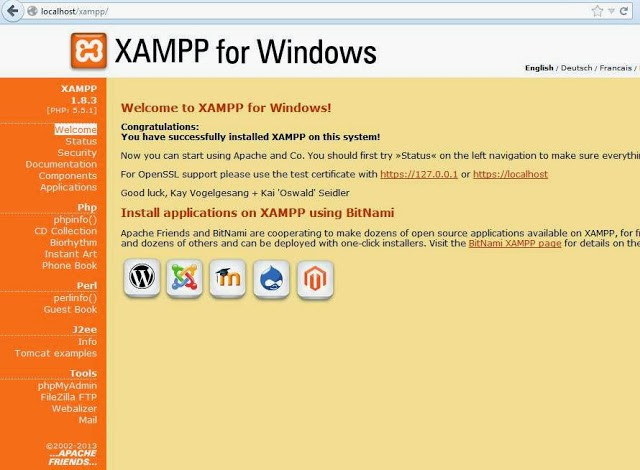 localhost/xampp/
XAMPP for Windows
English / Deutsch / Francais /
XAMPP
1.8.3
[PHP: 5.5.1]
Welcome
Status
Security
Documentation
Components
Applications
Php
phpinfo()
CD Collection
Biorhythm
Instant Art
Phone Book
Perl
perlinfo()
Guest Book
J2ee
Info
Tomcat examples
Tools
phpMyAdmin
FileZilla FTP
Webalizer
Mail
©2002-2013
...APACHE
FRIENDS...
Welcome to XAMPP for Windows!
Congratulations:
You have successfully installed XAMPP on this system!
Now you can start using Apache and Co. You should first try »Status« on the left navigation to make sure everythin
For OpenSSL support please use the test certificate with https://127.0.0.1 or https://localhost
Good luck, Kay Vogelgesang + Kai 'Oswald' Seidler
Install applications on XAMPP using BitNami
Apache Friends and BitNami are cooperating to make dozens of open source applications available on XAMPP, for fr
and dozens of others and can be deployed with one-click installers. Visit the BitNami XAMPP page for details on the